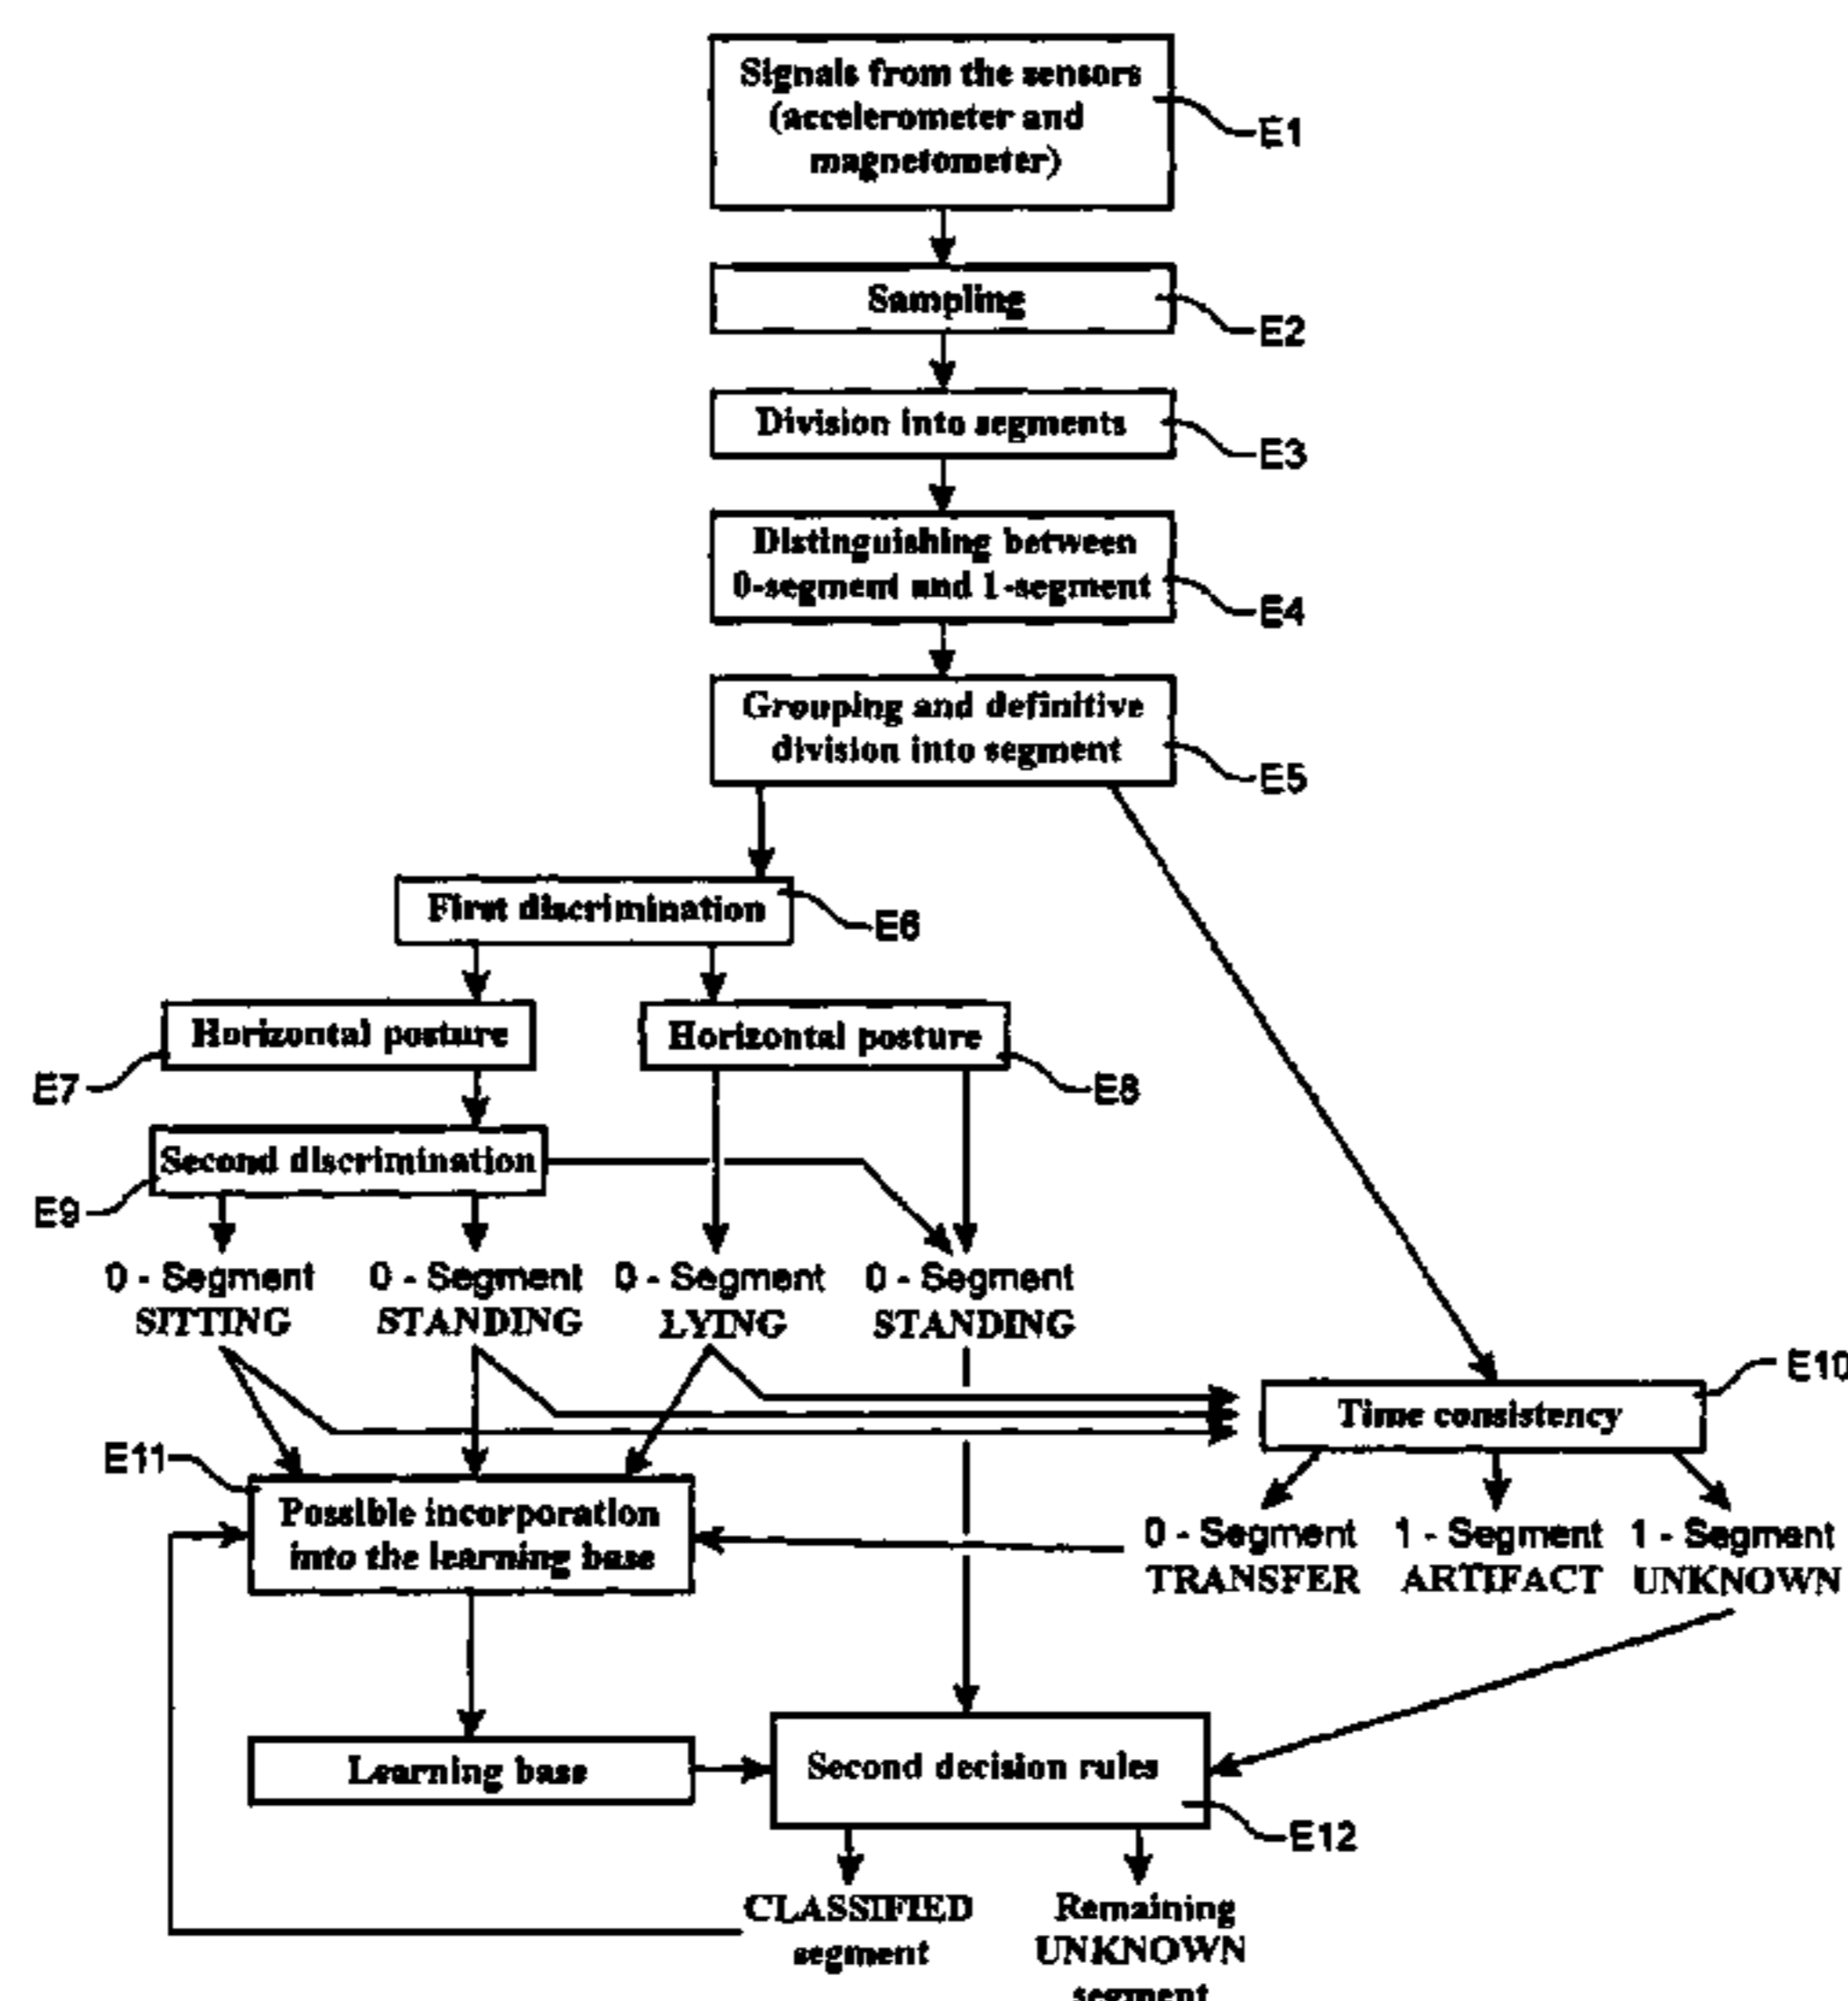 Signals from the sensors
(accelerometer and
magnetometer)
E1
Sampling
E2
Division into segments
E3
Distinguishing between
0-segment and 1-segment
E4
Grouping and definitive
division into segment
E5
First discrimination
E6
Horizontal posture
E7
Horizontal posture
E8
Second discrimination
E9
0 - Segment
SITTING
0 - Segment
STANDING
0 - Segment
LYING
0 - Segment
STANDING
E10
Time consistency
E11
Possible incorporation
into the learning base
0 - Segment
TRANSFER
1 - Segment
ARTIFACT
1 - Segment
UNKNOWN
Learning base
Second decision rules
E12
CLASSIFIED
segment
Remaining
UNKNOWN
segment